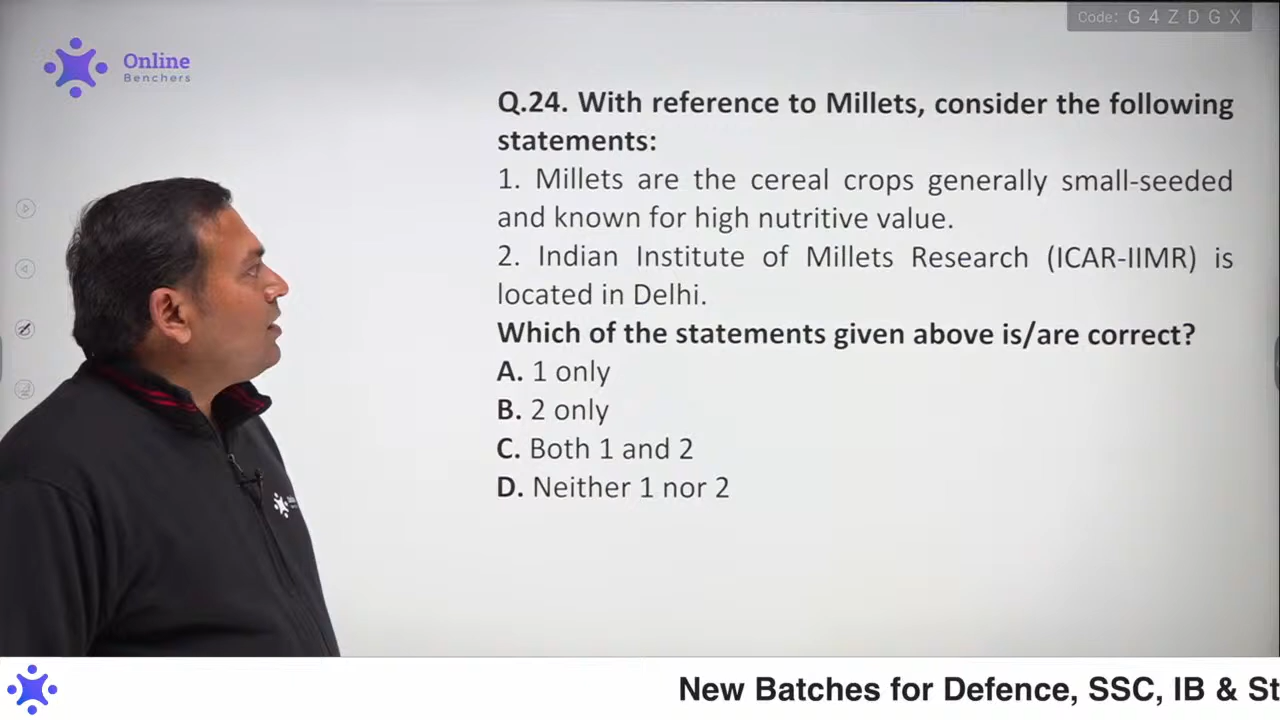 Code: G 4 Z D G X
Online
Benchers
Q.24. With reference to Millets, consider the following
statements:
1. Millets are the cereal crops generally small-seeded
and known for high nutritive value.
2. Indian Institute of Millets Research (ICAR-IIMR) is
located in Delhi.
Which of the statements given above is/are correct?
A. 1 only
B. 2 only
C. Both 1 and 2
D. Neither 1 nor 2
New Batches for Defence, SSC, IB & St